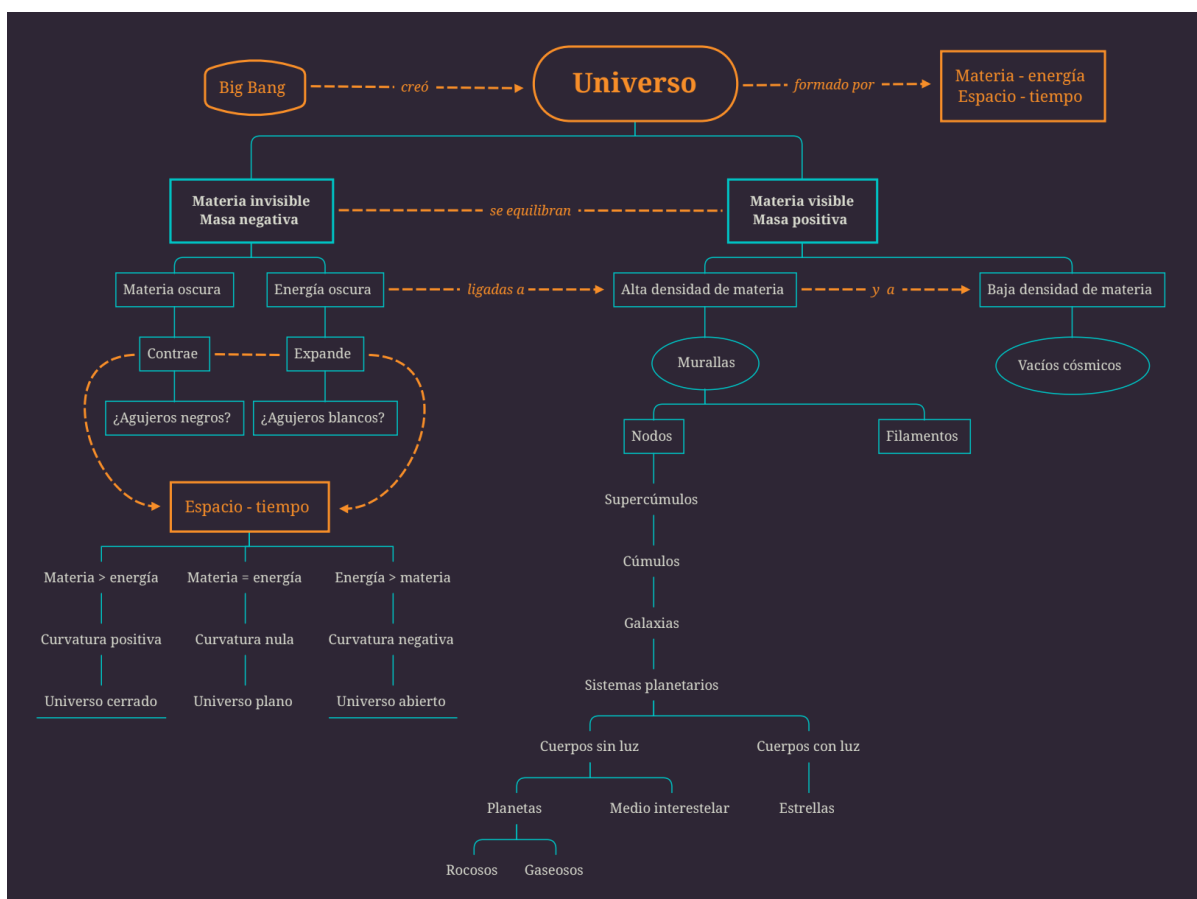 Big Bang
creó
Universo
formado por
Materia - energía
Espacio - tiempo
Materia invisible
Masa negativa
se equilibran
Materia visible
Masa positiva
Materia oscura
Energía oscura
ligadas a
Alta densidad de materia
y a
Baja densidad de materia
Contrae
Expande
Murallas
Vacíos cósmicos
¿Agujeros negros?
¿Agujeros blancos?
Nodos
Filamentos
Espacio - tiempo
Supercúmulos
Materia > energía
Materia = energía
Energía > materia
Cúmulos
Curvatura positiva
Curvatura nula
Curvatura negativa
Galaxias
Universo cerrado
Universo plano
Universo abierto
Sistemas planetarios
Cuerpos sin luz
Cuerpos con luz
Planetas
Medio interestelar
Estrellas
Rocosos
Gaseosos